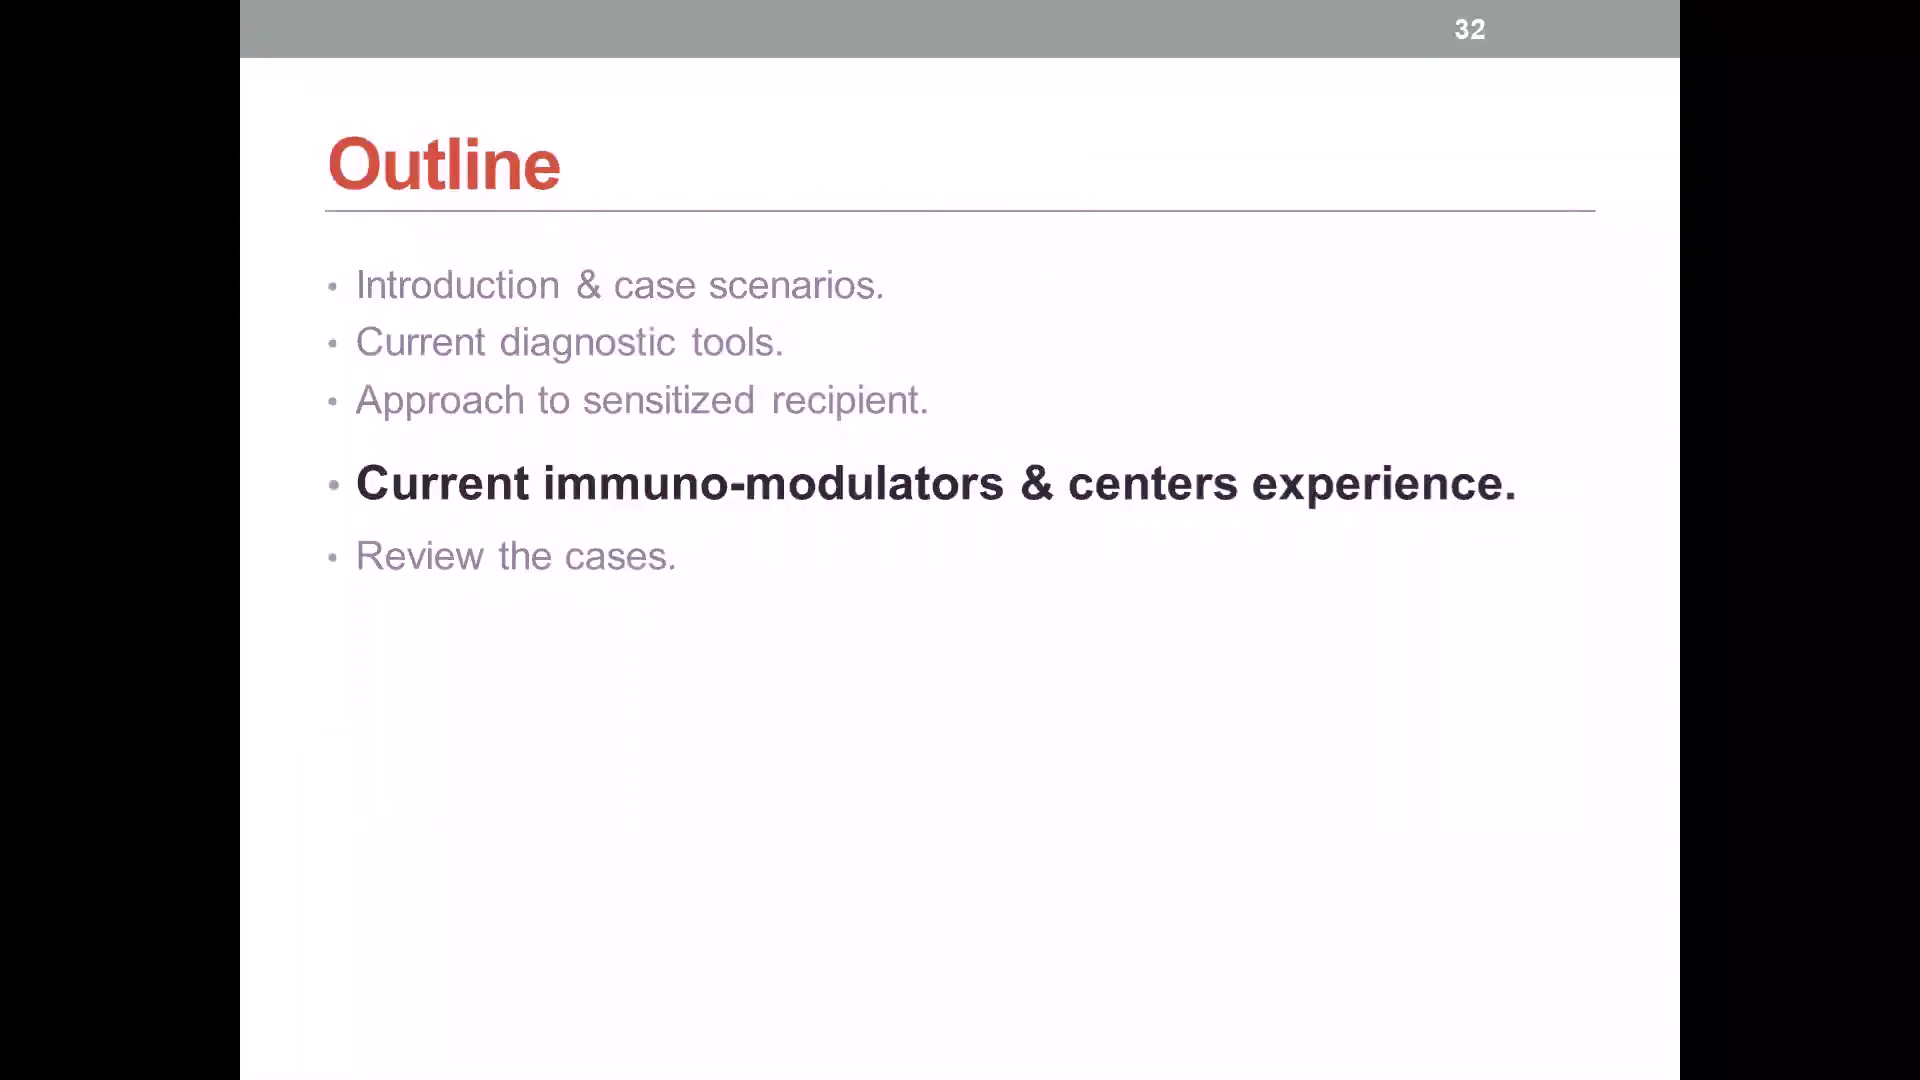 32
Outline
• Introduction & case scenarios.
• Current diagnostic tools.
• Approach to sensitized recipient.
• Current immuno-modulators & centers experience.
• Review the cases.